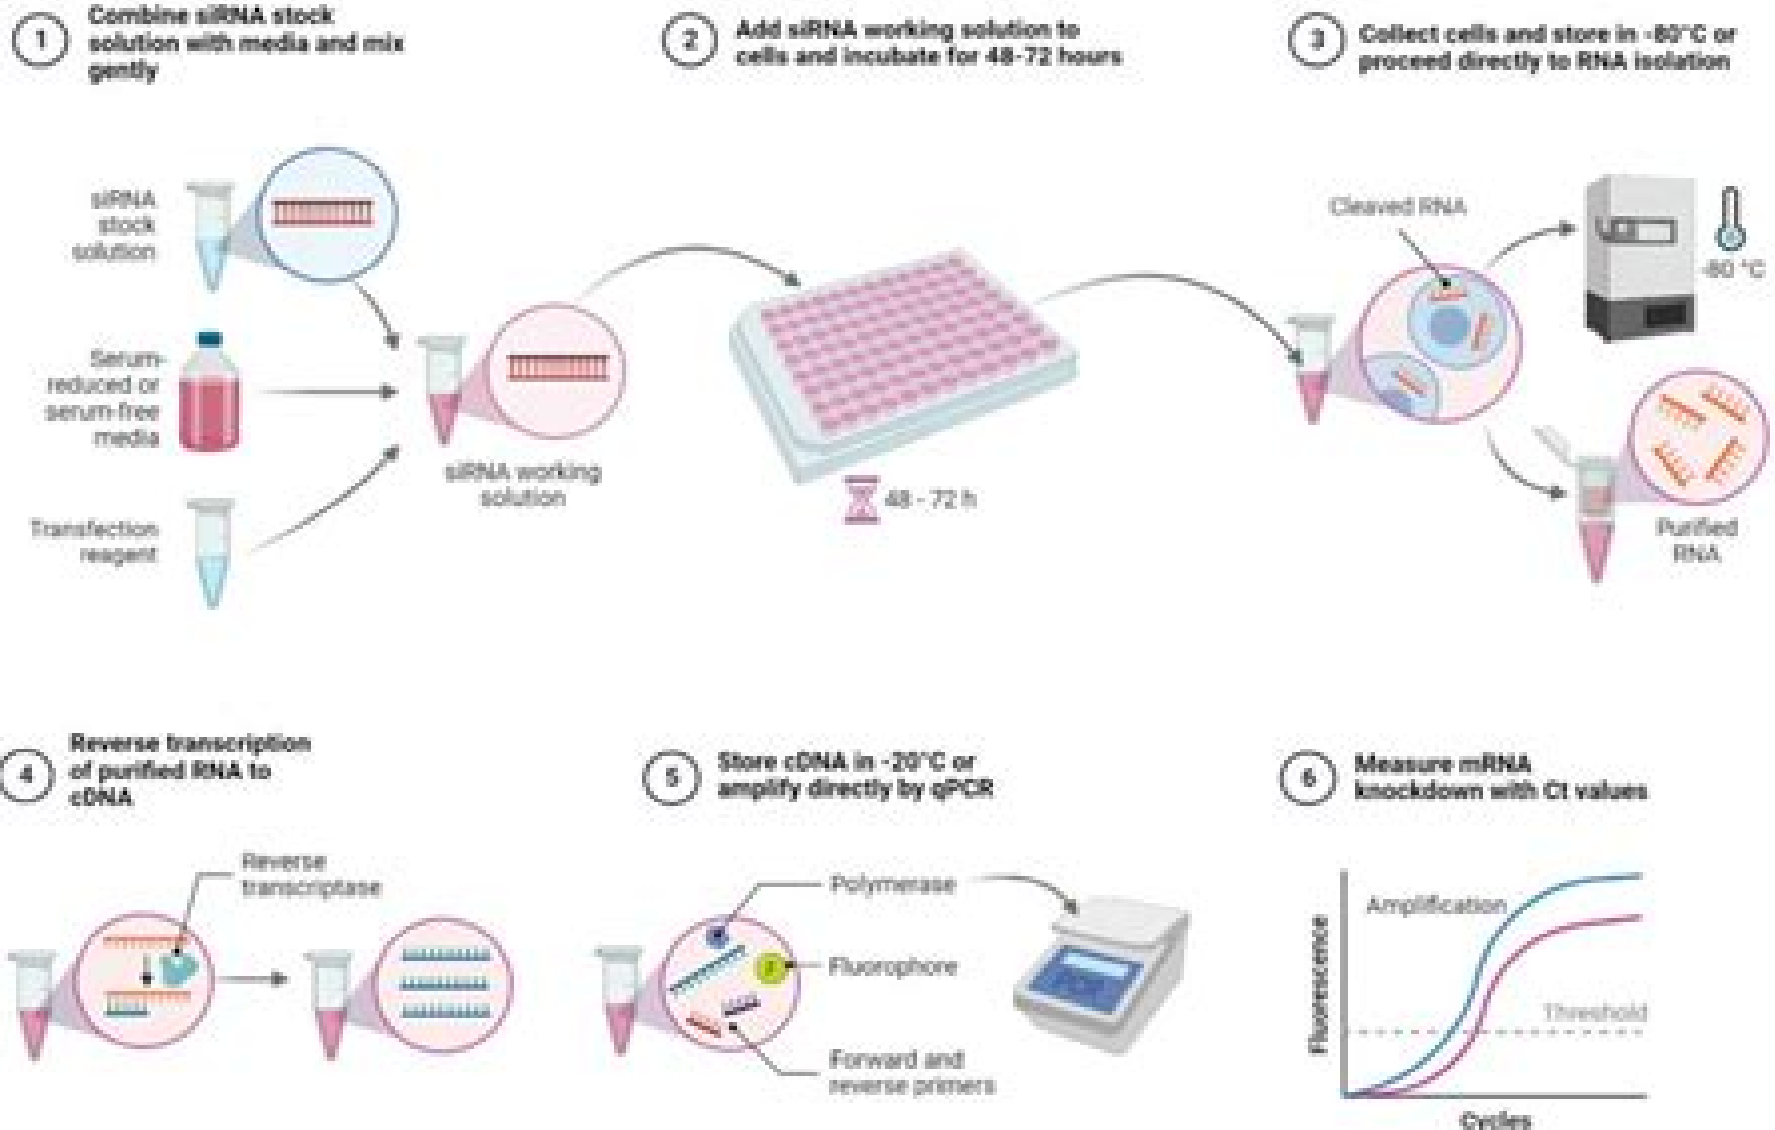 1
Combine siRNA stock
solution with media and mix
gently
2
Add siRNA working solution to
cells and incubate for 48-72 hours
3
Collect cells and store in -80°C or
proceed directly to RNA isolation
siRNA
stock
solution
Serum-
reduced or
serum-free
media
Transfection
reagent
siRNA working
solution
48 - 72 h
Cleaved RNA
-80 °C
Purified
RNA
4
Reverse transcription
of purified RNA to
cDNA
5
Store cDNA in -20°C or
amplify directly by qPCR
6
Measure mRNA
knockdown with Ct values
Reverse
transcriptase
Polymerase
Fluorophore
Forward and
reverse primers
Amplification
Threshold
Fluorescence
Cycles